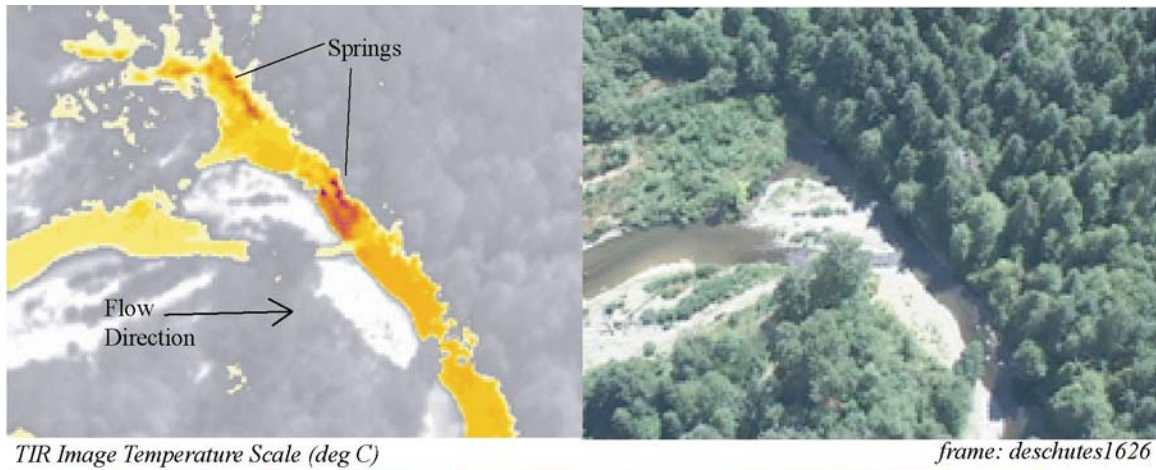 Springs
Flow
Direction
TIR Image Temperature Scale (deg C)
frame: deschutes1626